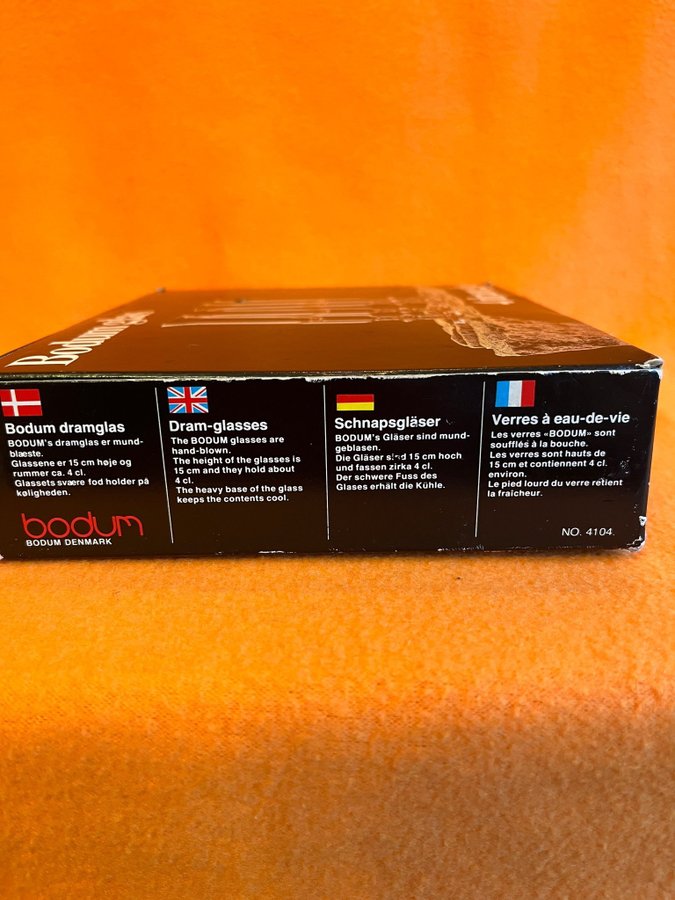 Bodum dramglas
BODUM's dramglas er mund-
blæste.
Glassene er 15 cm høje og
rummer ca. 4 cl.
Glassets svære fod holder på
køligheden.
bodum
BODUM DENMARK
Dram-glasses
The BODUM glasses are
hand-blown.
The height of the glasses is
15 cm and they hold about
4 cl.
The heavy base of the glass
keeps the contents cool.
Schnapsgläser
BODUM's Gläser sind mund-
geblasen.
Die Gläser sind 15 cm hoch
und fassen zirka 4 cl.
Der schwere Fuss des
Glases erhält die Kühle.
Verres à eau-de-vie
Les verres «BODUM» sont
soufflés à la bouche.
Les verres sont hauts de
15 cm et contiennent 4 cl.
environ.
Le pied lourd du verre retient
la fraîcheur.
NO. 4104